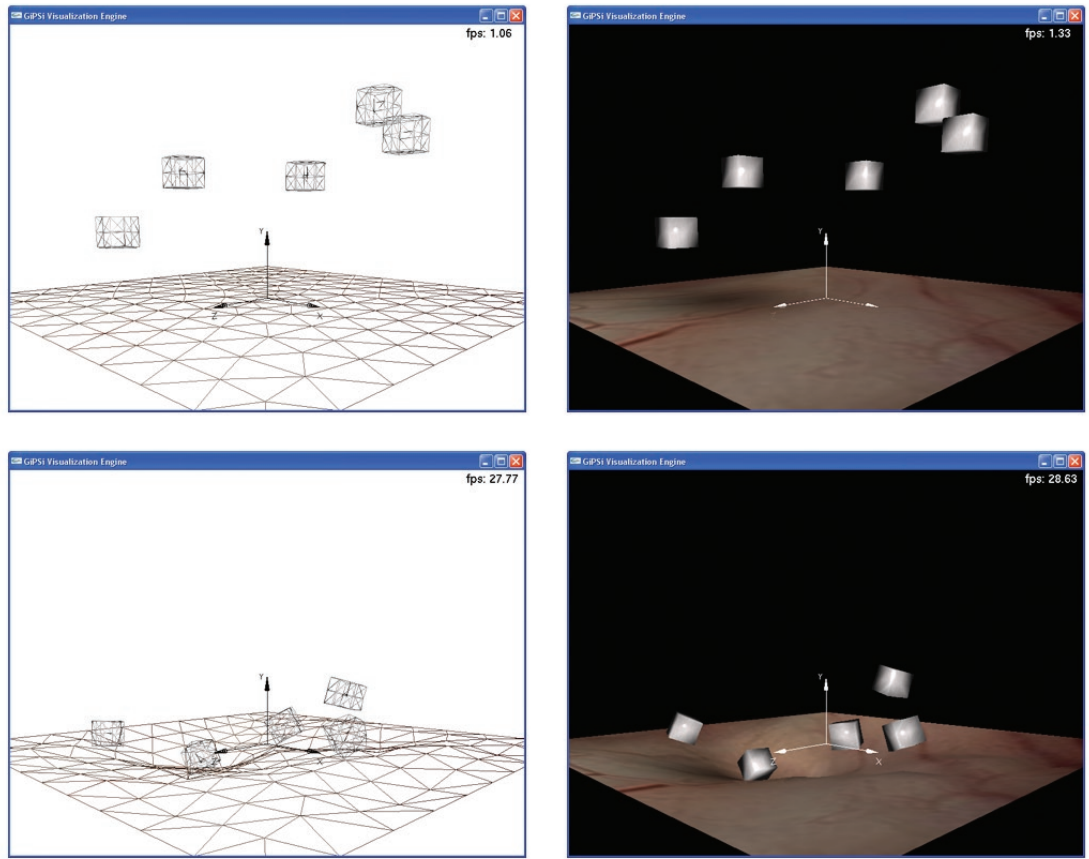 GiPSi Visualization Engine
fps: 1.06
Y
Z
X
GiPSi Visualization Engine
fps: 1.33
Y
GiPSi Visualization Engine
fps: 27.77
Y
X
GiPSi Visualization Engine
fps: 28.63
Y
Z
X